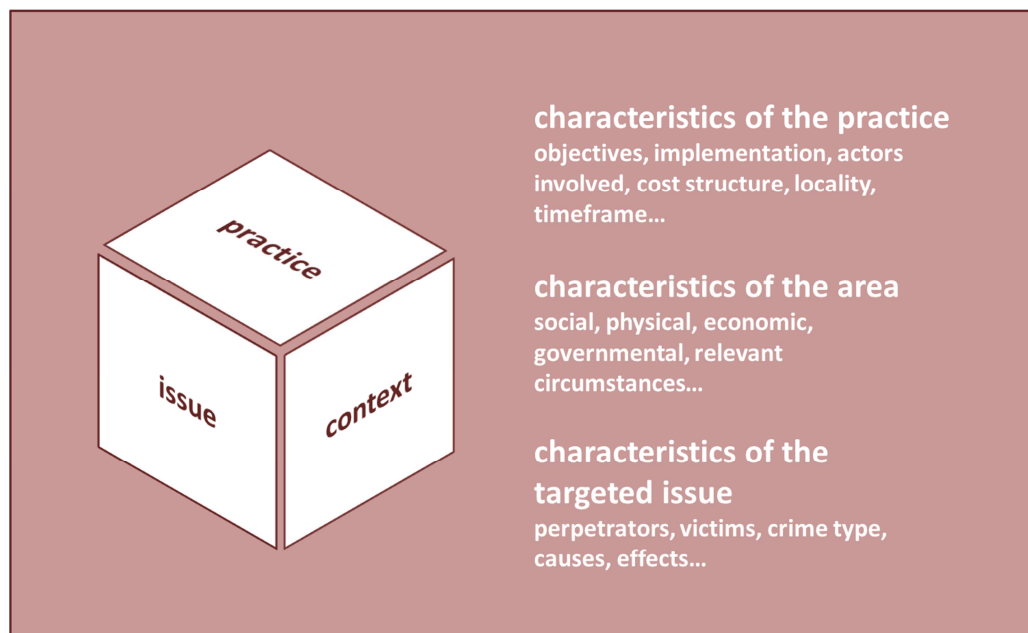 practice
issue
context
characteristics of the practice
objectives, implementation, actors
involved, cost structure, locality,
timeframe…
characteristics of the area
social, physical, economic,
governmental, relevant
circumstances…
characteristics of the
targeted issue
perpetrators, victims, crime type,
causes, effects…